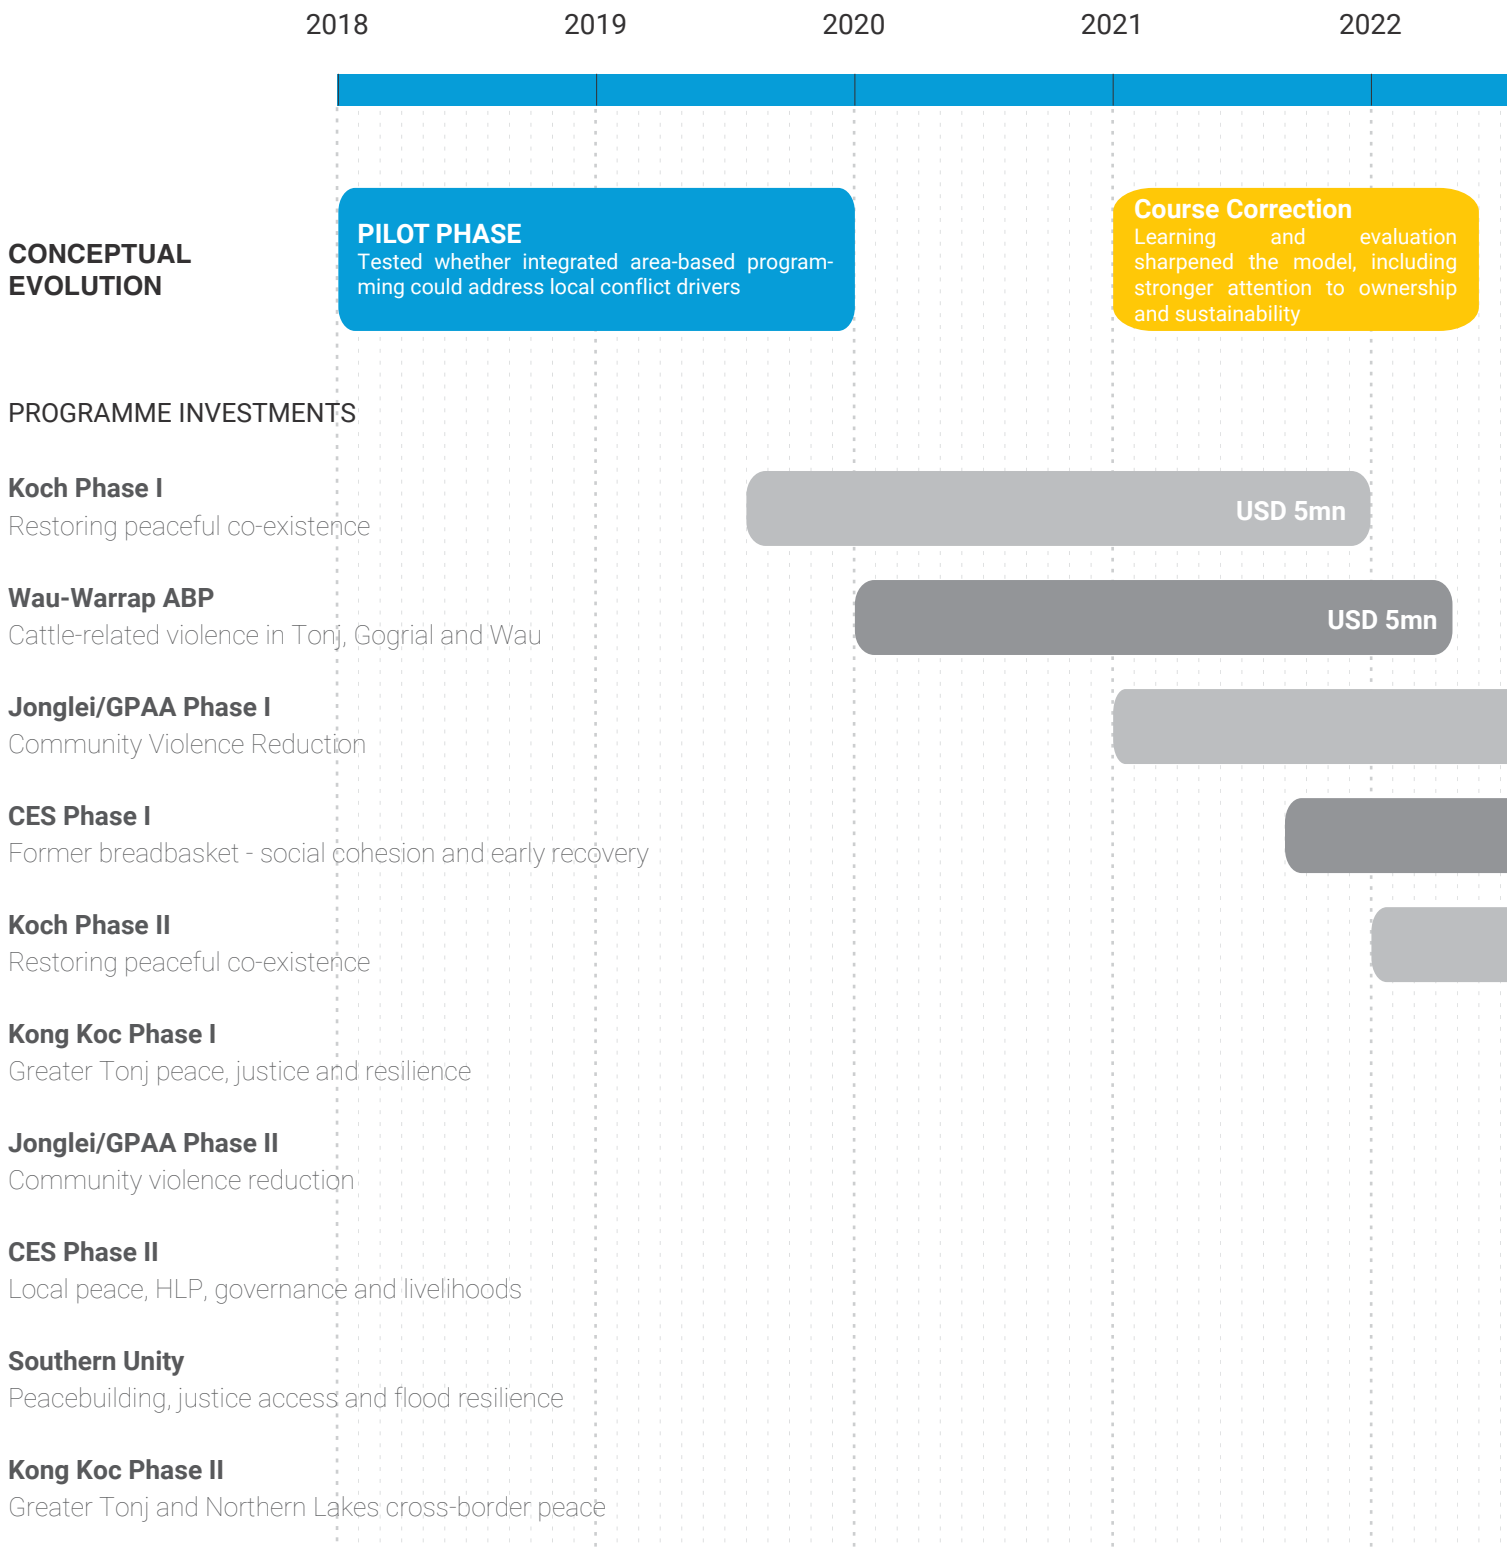 2018 2019 2020 2021 2022
CONCEPTUAL
EVOLUTION
PILOT PHASE
Tested whether integrated area-based program-
ming could address local conflict drivers
Course Correction
Learning and evaluation
sharpened the model, including
stronger attention to ownership
and sustainability
PROGRAMME INVESTMENTS
Koch Phase I
Restoring peaceful co-existence
USD 5mn
Wau-Warrap ABP
Cattle-related violence in Tonj, Gogrial and Wau
USD 5mn
Jonglei/GPAA Phase I
Community Violence Reduction
CES Phase I
Former breadbasket - social cohesion and early recovery
Koch Phase II
Restoring peaceful co-existence
Kong Koc Phase I
Greater Tonj peace, justice and resilience
Jonglei/GPAA Phase II
Community violence reduction
CES Phase II
Local peace, HLP, governance and livelihoods
Southern Unity
Peacebuilding, justice access and flood resilience
Kong Koc Phase II
Greater Tonj and Northern Lakes cross-border peace